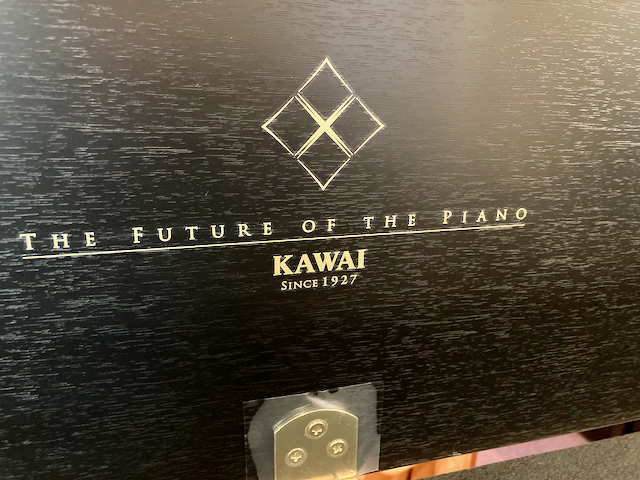 The Future of the Piano
KAWAI
Since 1927